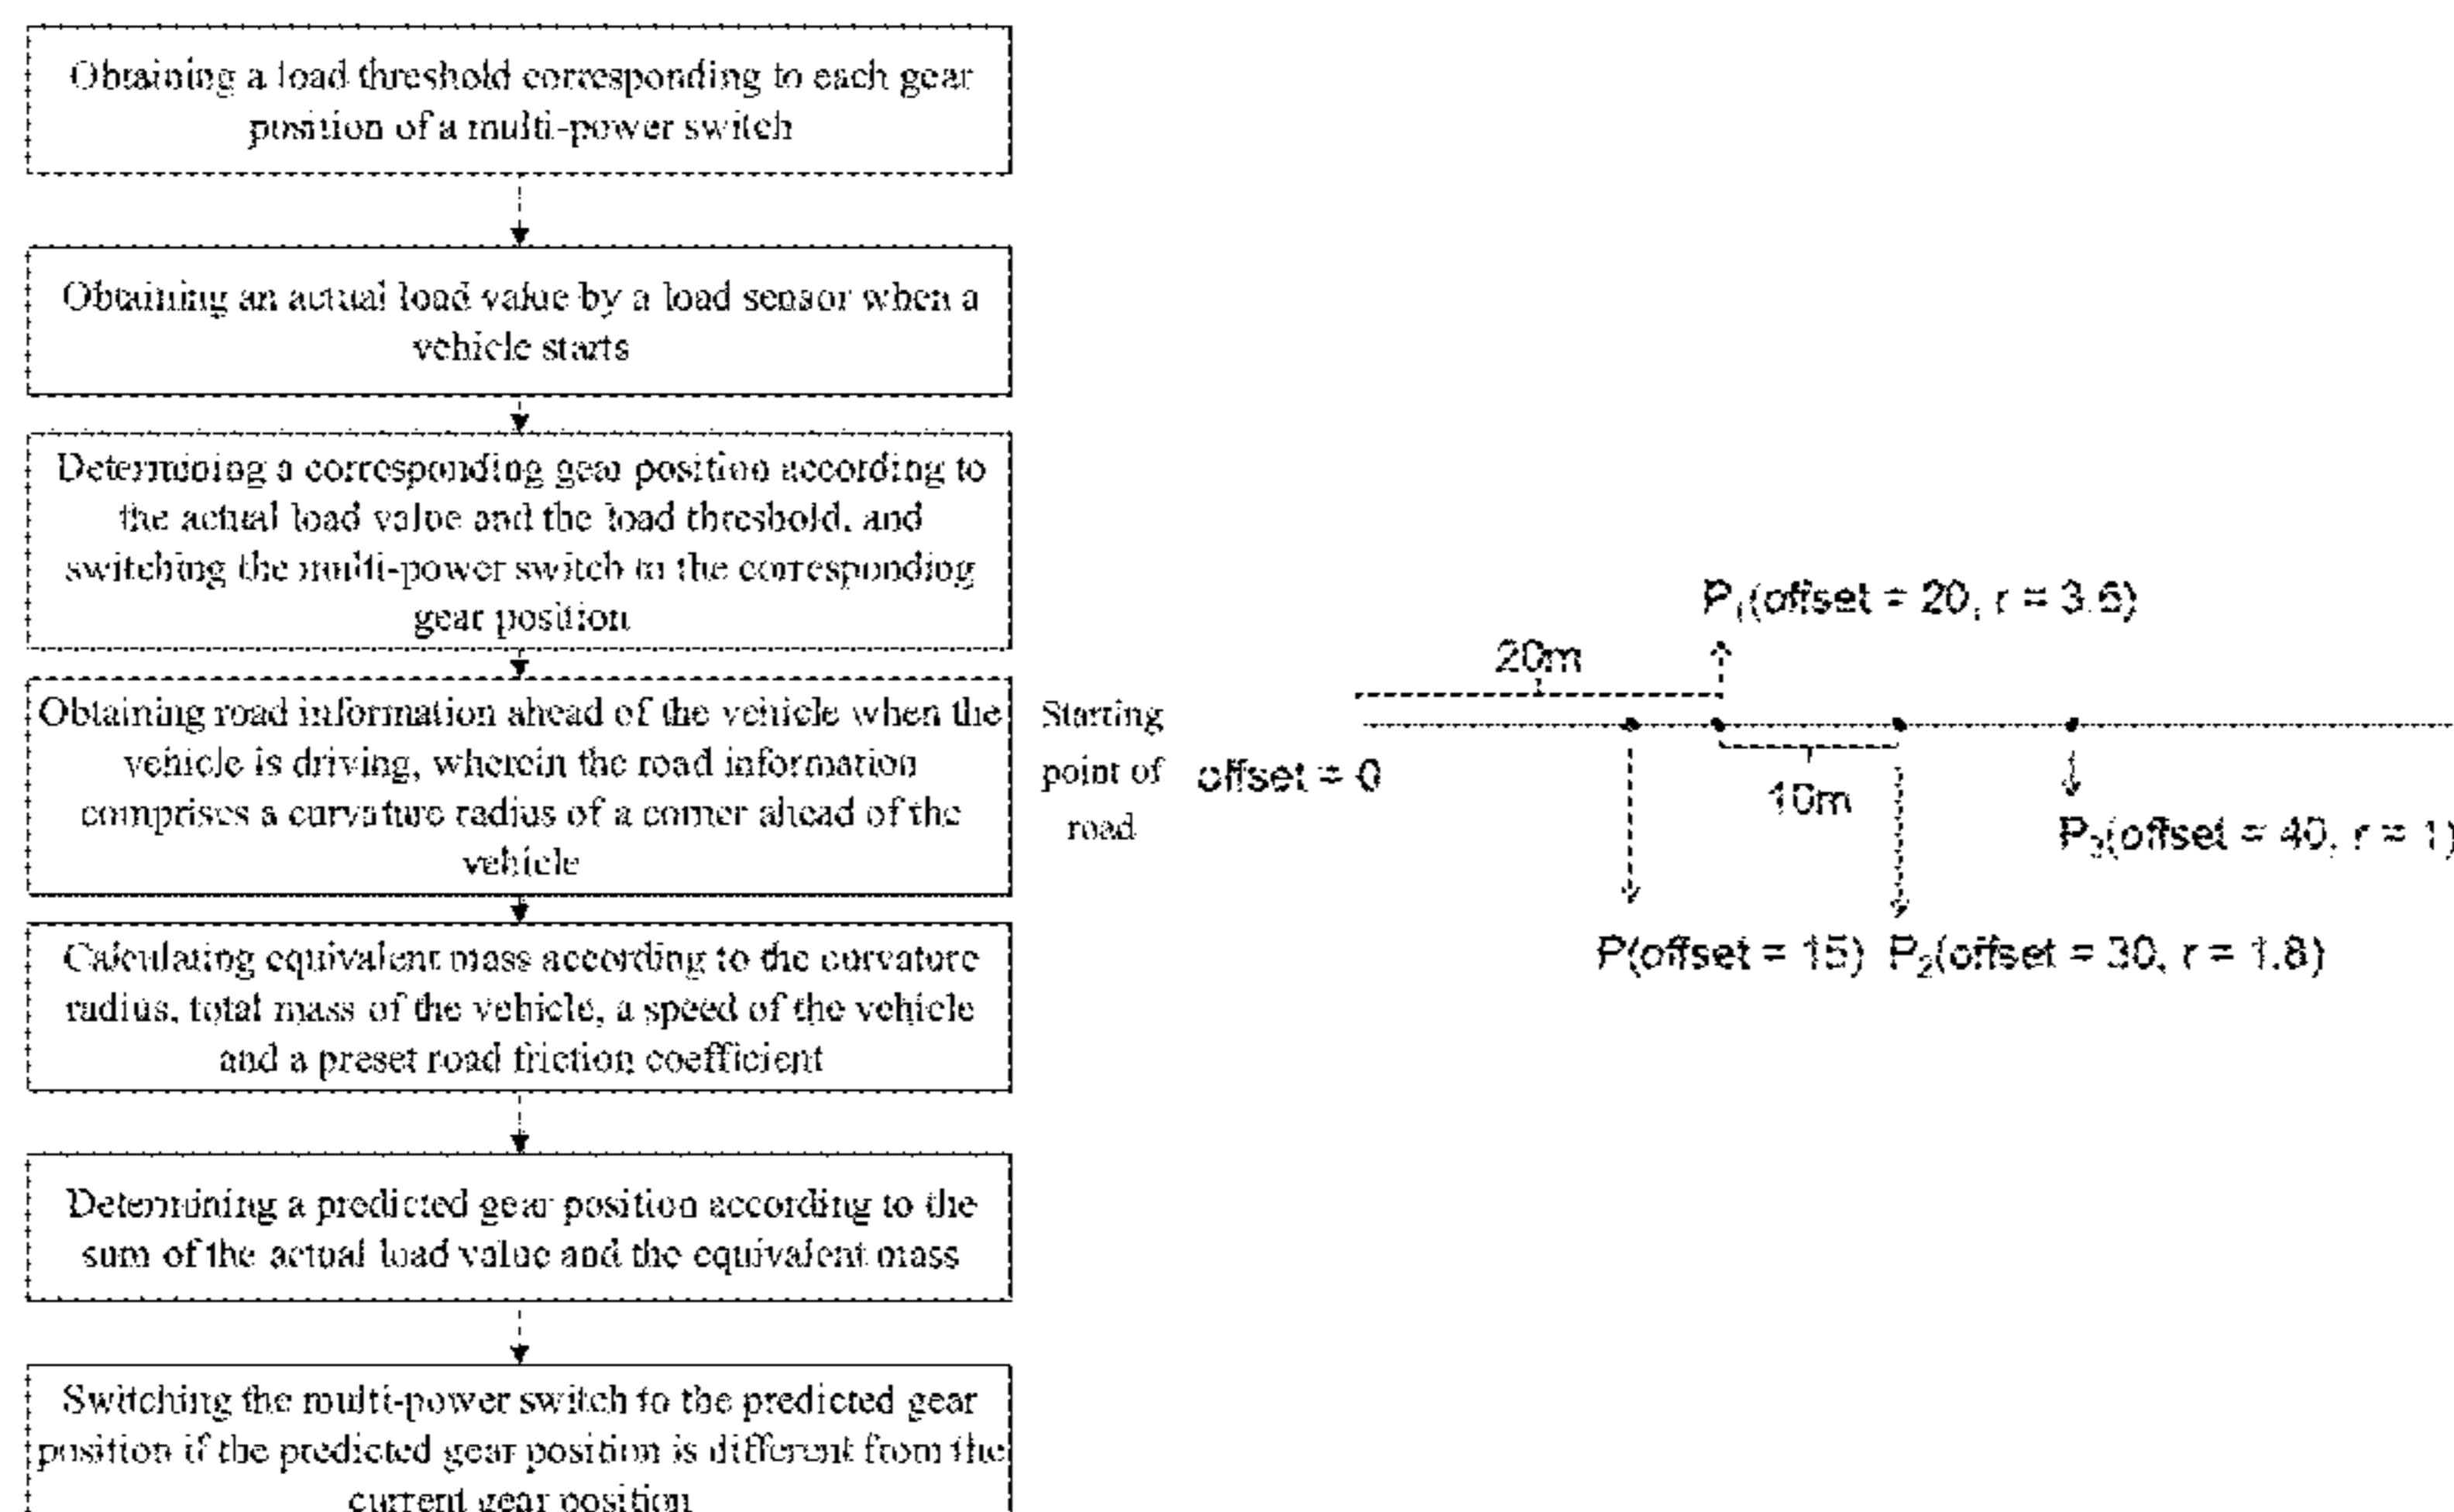 Obtaining a load threshold corresponding to each gear
position of a multi-power switch
Obtaining an actual load value by a load sensor when a
vehicle starts
Determining a corresponding gear position according to
the actual load value and the load threshold, and
switching the multi-power switch to the corresponding
gear position
Obtaining road information ahead of the vehicle when the
vehicle is driving, wherein the road information
comprises a curvature radius of a corner ahead of the
vehicle
Calculating equivalent mass according to the curvature
radius, total mass of the vehicle, a speed of the vehicle
and a preset road friction coefficient
Determining a predicted gear position according to the
sum of the actual load value and the equivalent mass
Switching the multi-power switch to the predicted gear
position if the predicted gear position is different from the
current gear position
P₁(offset = 20, r = 3.6)
20m
Starting
point of
road
offset = 0
10m
P₃(offset = 40, r = 1)
P(offset = 15)
P₂(offset = 30, r = 1.8)